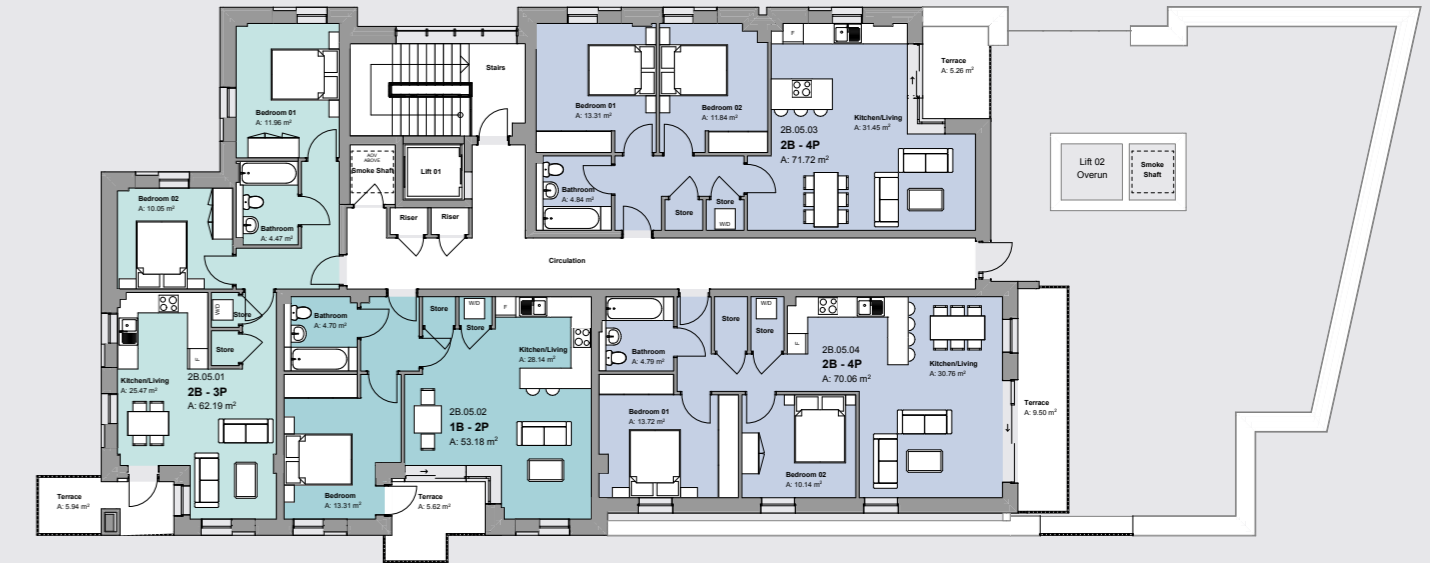 Bedroom 01
A: 11.96 m²
Stairs
AOV
ABOVE
Smoke Shaft
Lift 01
Riser
Riser
Bedroom 02
A: 10.05 m²
Bathroom
A: 4.47 m²
W/D
Store
Store
F
Kitchen/Living
A: 25.47 m²
2B.05.01
2B - 3P
A: 62.19 m²
Terrace
A: 5.94 m²
Circulation
Bathroom
A: 4.70 m²
Store
W/D
Store
F
Kitchen/Living
A: 28.14 m²
2B.05.02
1B - 2P
A: 53.18 m²
Bedroom
A: 13.31 m²
Terrace
A: 5.62 m²
Bedroom 01
A: 13.31 m²
Bedroom 02
A: 11.84 m²
F
Kitchen/Living
A: 31.45 m²
2B.05.03
2B - 4P
A: 71.72 m²
Bathroom
A: 4.84 m²
Store
Store
W/D
Terrace
A: 5.26 m²
Lift 02
Overun
Smoke
Shaft
Bathroom
A: 4.79 m²
Store
W/D
Store
F
2B.05.04
2B - 4P
A: 70.06 m²
Kitchen/Living
A: 30.76 m²
Bedroom 01
A: 13.72 m²
Bedroom 02
A: 10.14 m²
Terrace
A: 9.50 m²